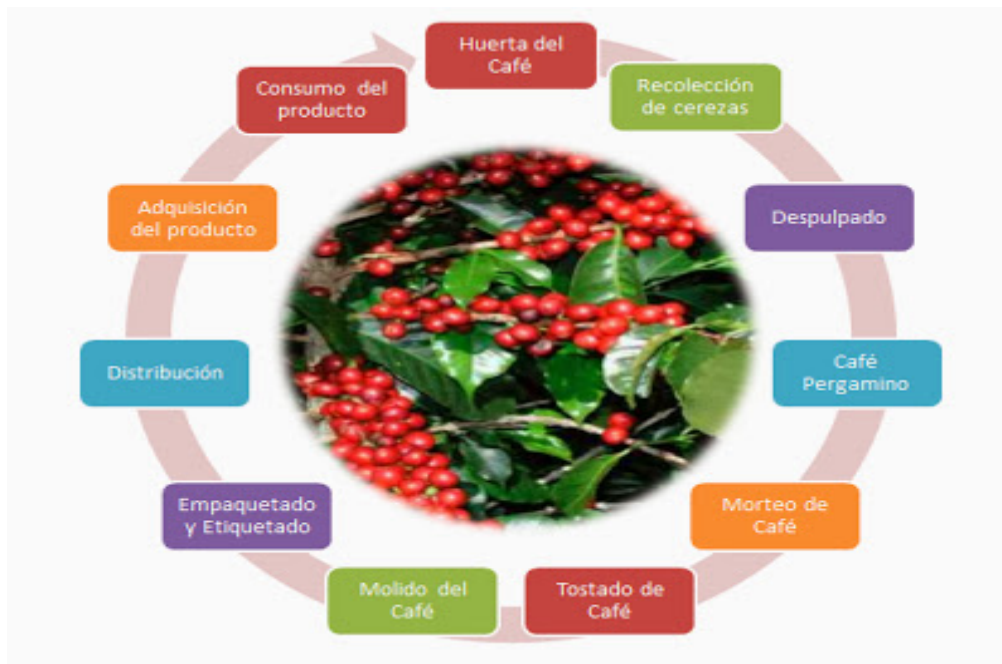 Huerta del
Café
Recolección
de cerezas
Despulpado
Café
Pergamino
Morteo de
Café
Tostado de
Café
Molido del
Café
Empaquetado
y Etiquetado
Distribución
Adquisición
del producto
Consumo del
producto